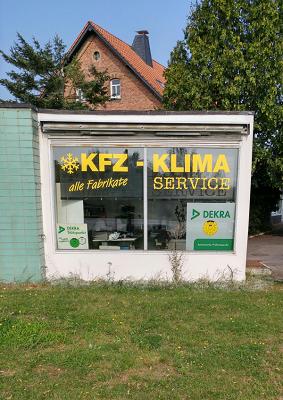 KFZ - KLIMA
alle Fabrikate SERVICE
DEKRA
DEKRA